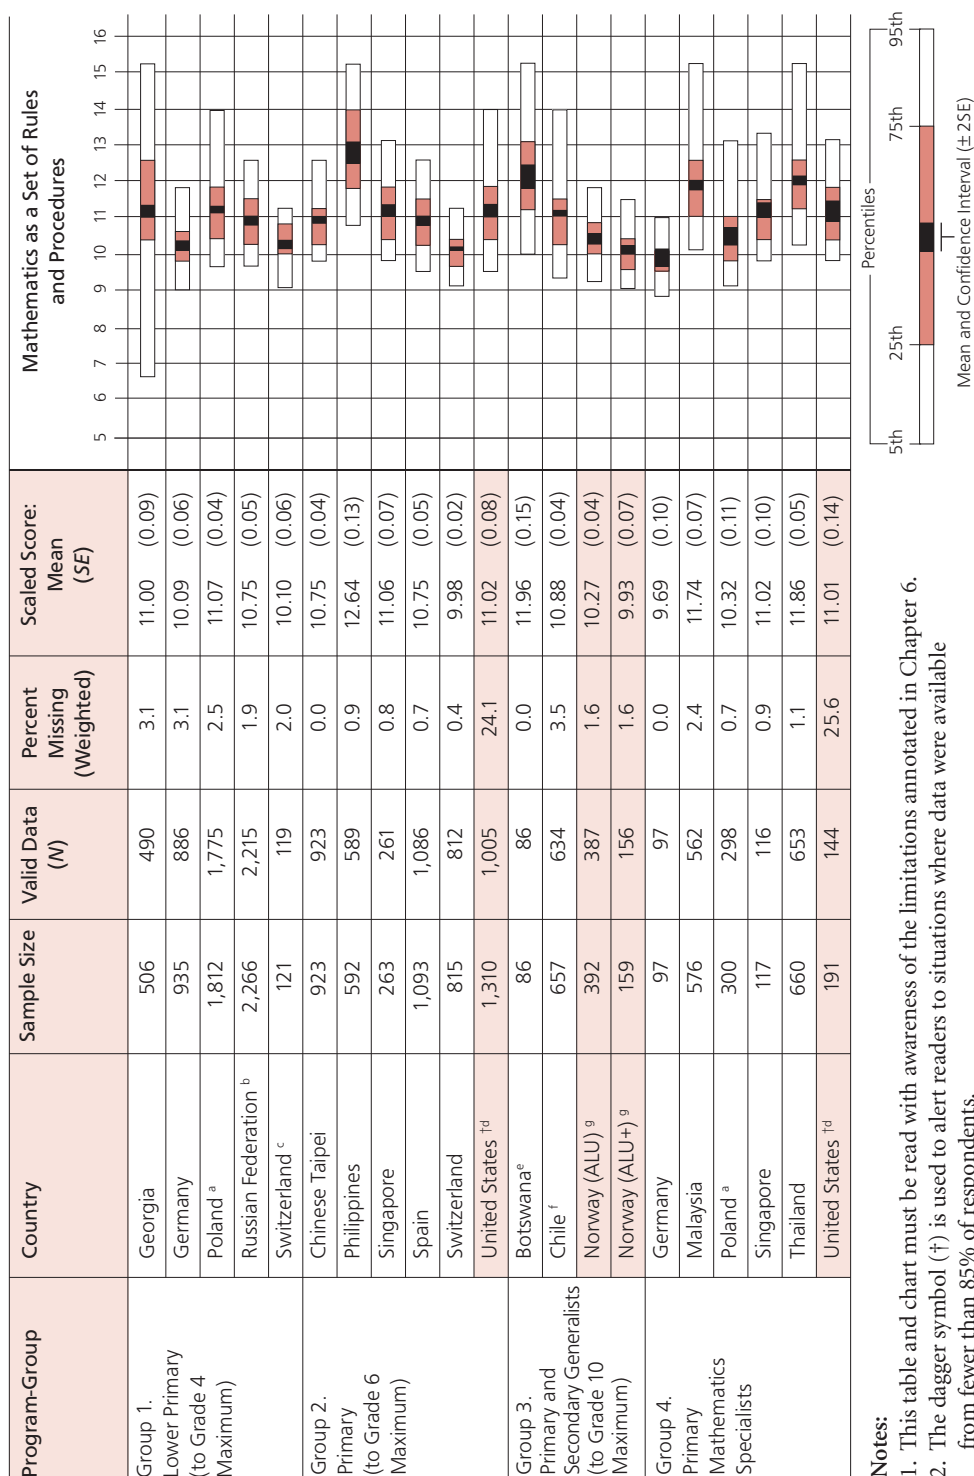 Program-Group Country Sample Size Valid Data (N) Percent Missing (Weighted) Scaled Score: Mean (SE) Mathematics as a Set of Rules and Procedures
5 6 7 8 9 10 11 12 13 14 15 16
Group 1. Lower Primary (to Grade 4 Maximum)
Georgia 506 490 3.1 11.00 (0.09)
Germany 935 886 3.1 10.09 (0.06)
Poland a 1,812 1,775 2.5 11.07 (0.04)
Russian Federation b 2,266 2,215 1.9 10.75 (0.05)
Switzerland c 121 119 2.0 10.10 (0.06)
Group 2. Primary (to Grade 6 Maximum)
Chinese Taipei 923 923 0.0 10.75 (0.04)
Philippines 592 589 0.9 12.64 (0.13)
Singapore 263 261 0.8 11.06 (0.07)
Spain 1,093 1,086 0.7 10.75 (0.05)
Switzerland 815 812 0.4 9.98 (0.02)
United States †d 1,310 1,005 24.1 11.02 (0.08)
Group 3. Primary and Secondary Generalists (to Grade 10 Maximum)
Botswana e 86 86 0.0 11.96 (0.15)
Chile f 657 634 3.5 10.88 (0.04)
Norway (ALU) g 392 387 1.6 10.27 (0.04)
Norway (ALU+) g 159 156 1.6 9.93 (0.07)
Group 4. Primary Mathematics Specialists
Germany 97 97 0.0 9.69 (0.10)
Malaysia 576 562 2.4 11.74 (0.07)
Poland a 300 298 0.7 10.32 (0.11)
Singapore 117 116 0.9 11.02 (0.10)
Thailand 660 653 1.1 11.86 (0.05)
United States †d 191 144 25.6 11.01 (0.14)
Percentiles
5th 25th 75th 95th
Mean and Confidence Interval (± 2SE)
Notes:
1. This table and chart must be read with awareness of the limitations annotated in Chapter 6.
2. The dagger symbol (†) is used to alert readers to situations where data were available
from fewer than 85% of respondents.